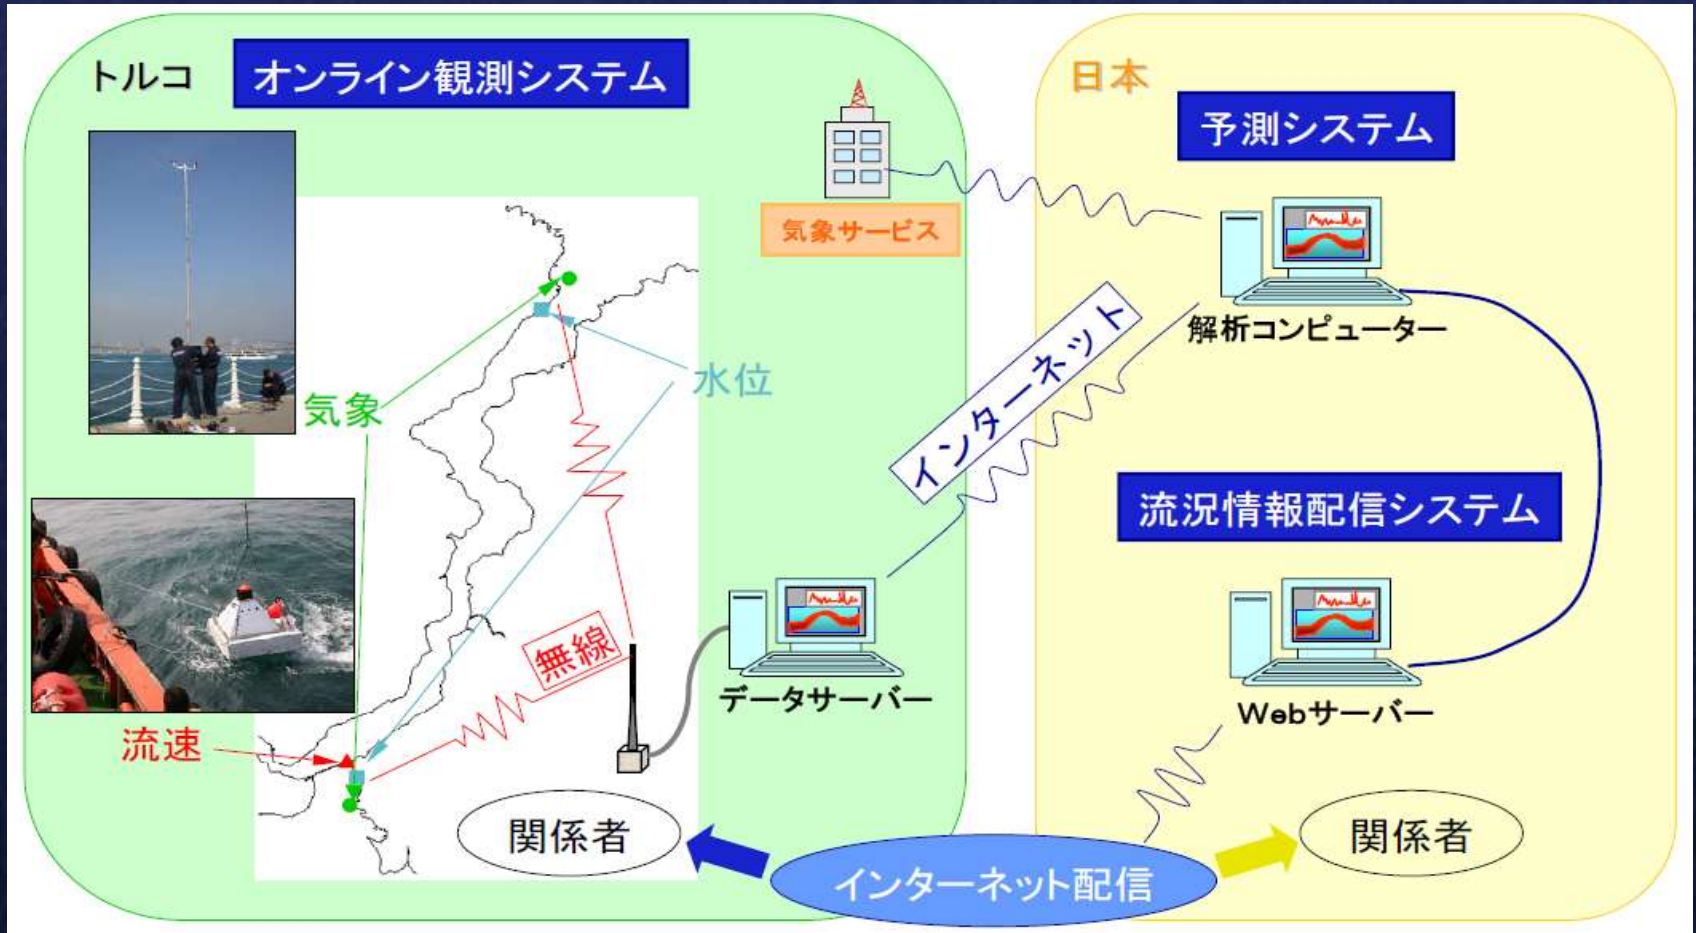 トルコ
オンライン観測システム
日本
予測システム
気象サービス
解析コンピューター
インターネット
水位
気象
流況情報配信システム
無線
データサーバー
Webサーバー
流速
関係者
関係者
インターネット配信